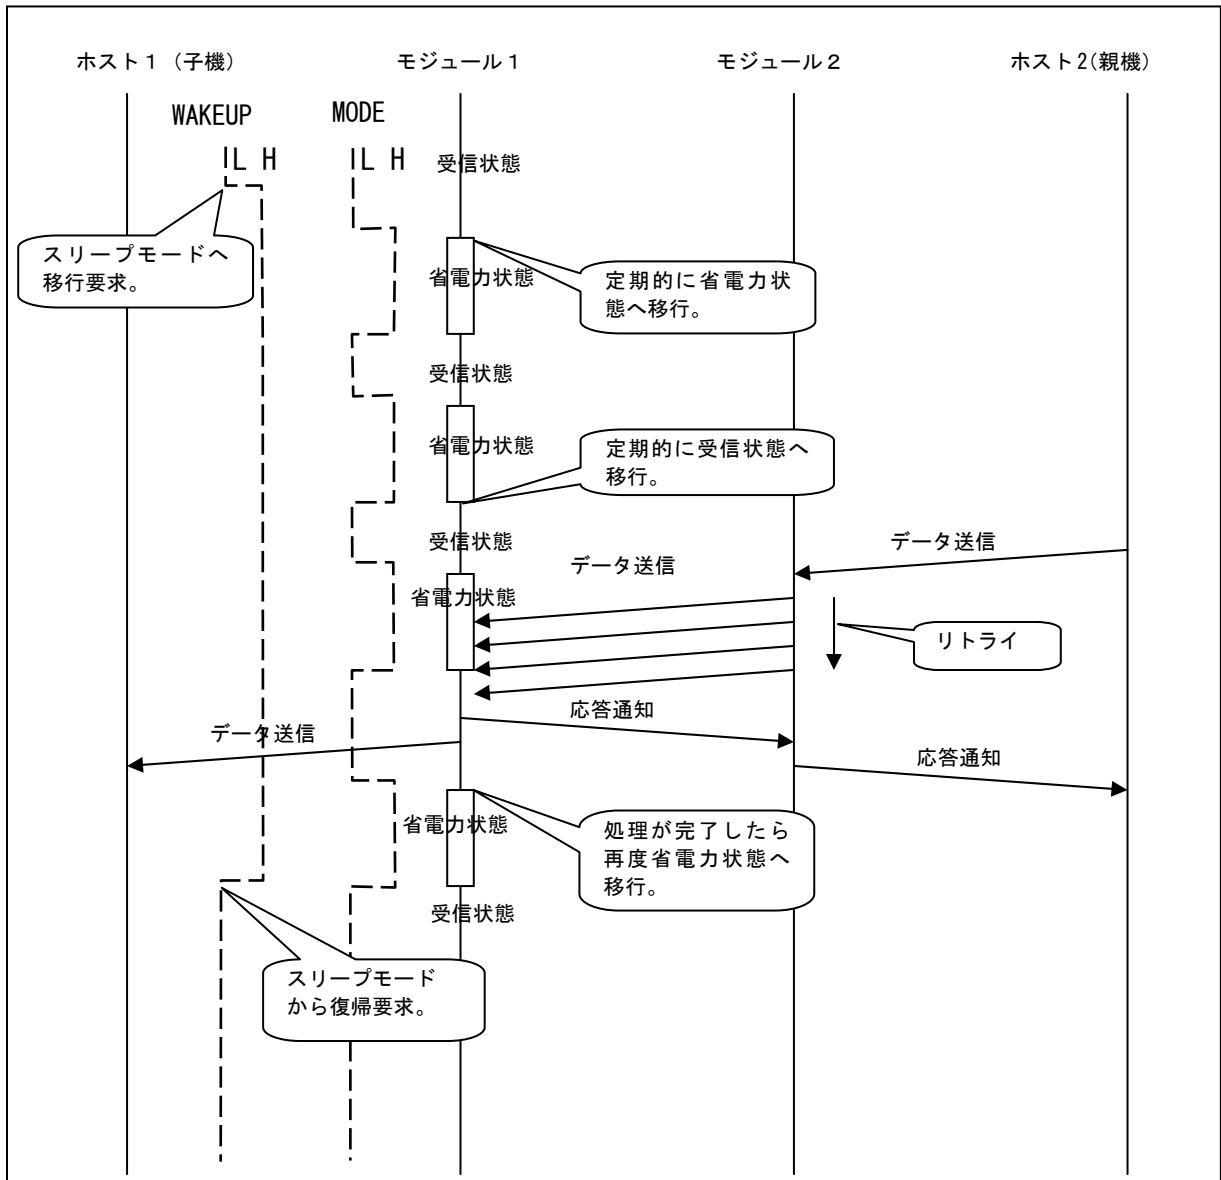 ホスト１（子機）
モジュール１
モジュール２
ホスト2(親機)
WAKEUP
MODE
L H
L H
受信状態
スリープモードへ
移行要求。
省電力状態
定期的に省電力状
態へ移行。
受信状態
省電力状態
定期的に受信状態へ
移行。
受信状態
データ送信
データ送信
省電力状態
リトライ
応答通知
データ送信
応答通知
省電力状態
処理が完了したら
再度省電力状態へ
移行。
受信状態
スリープモード
から復帰要求。